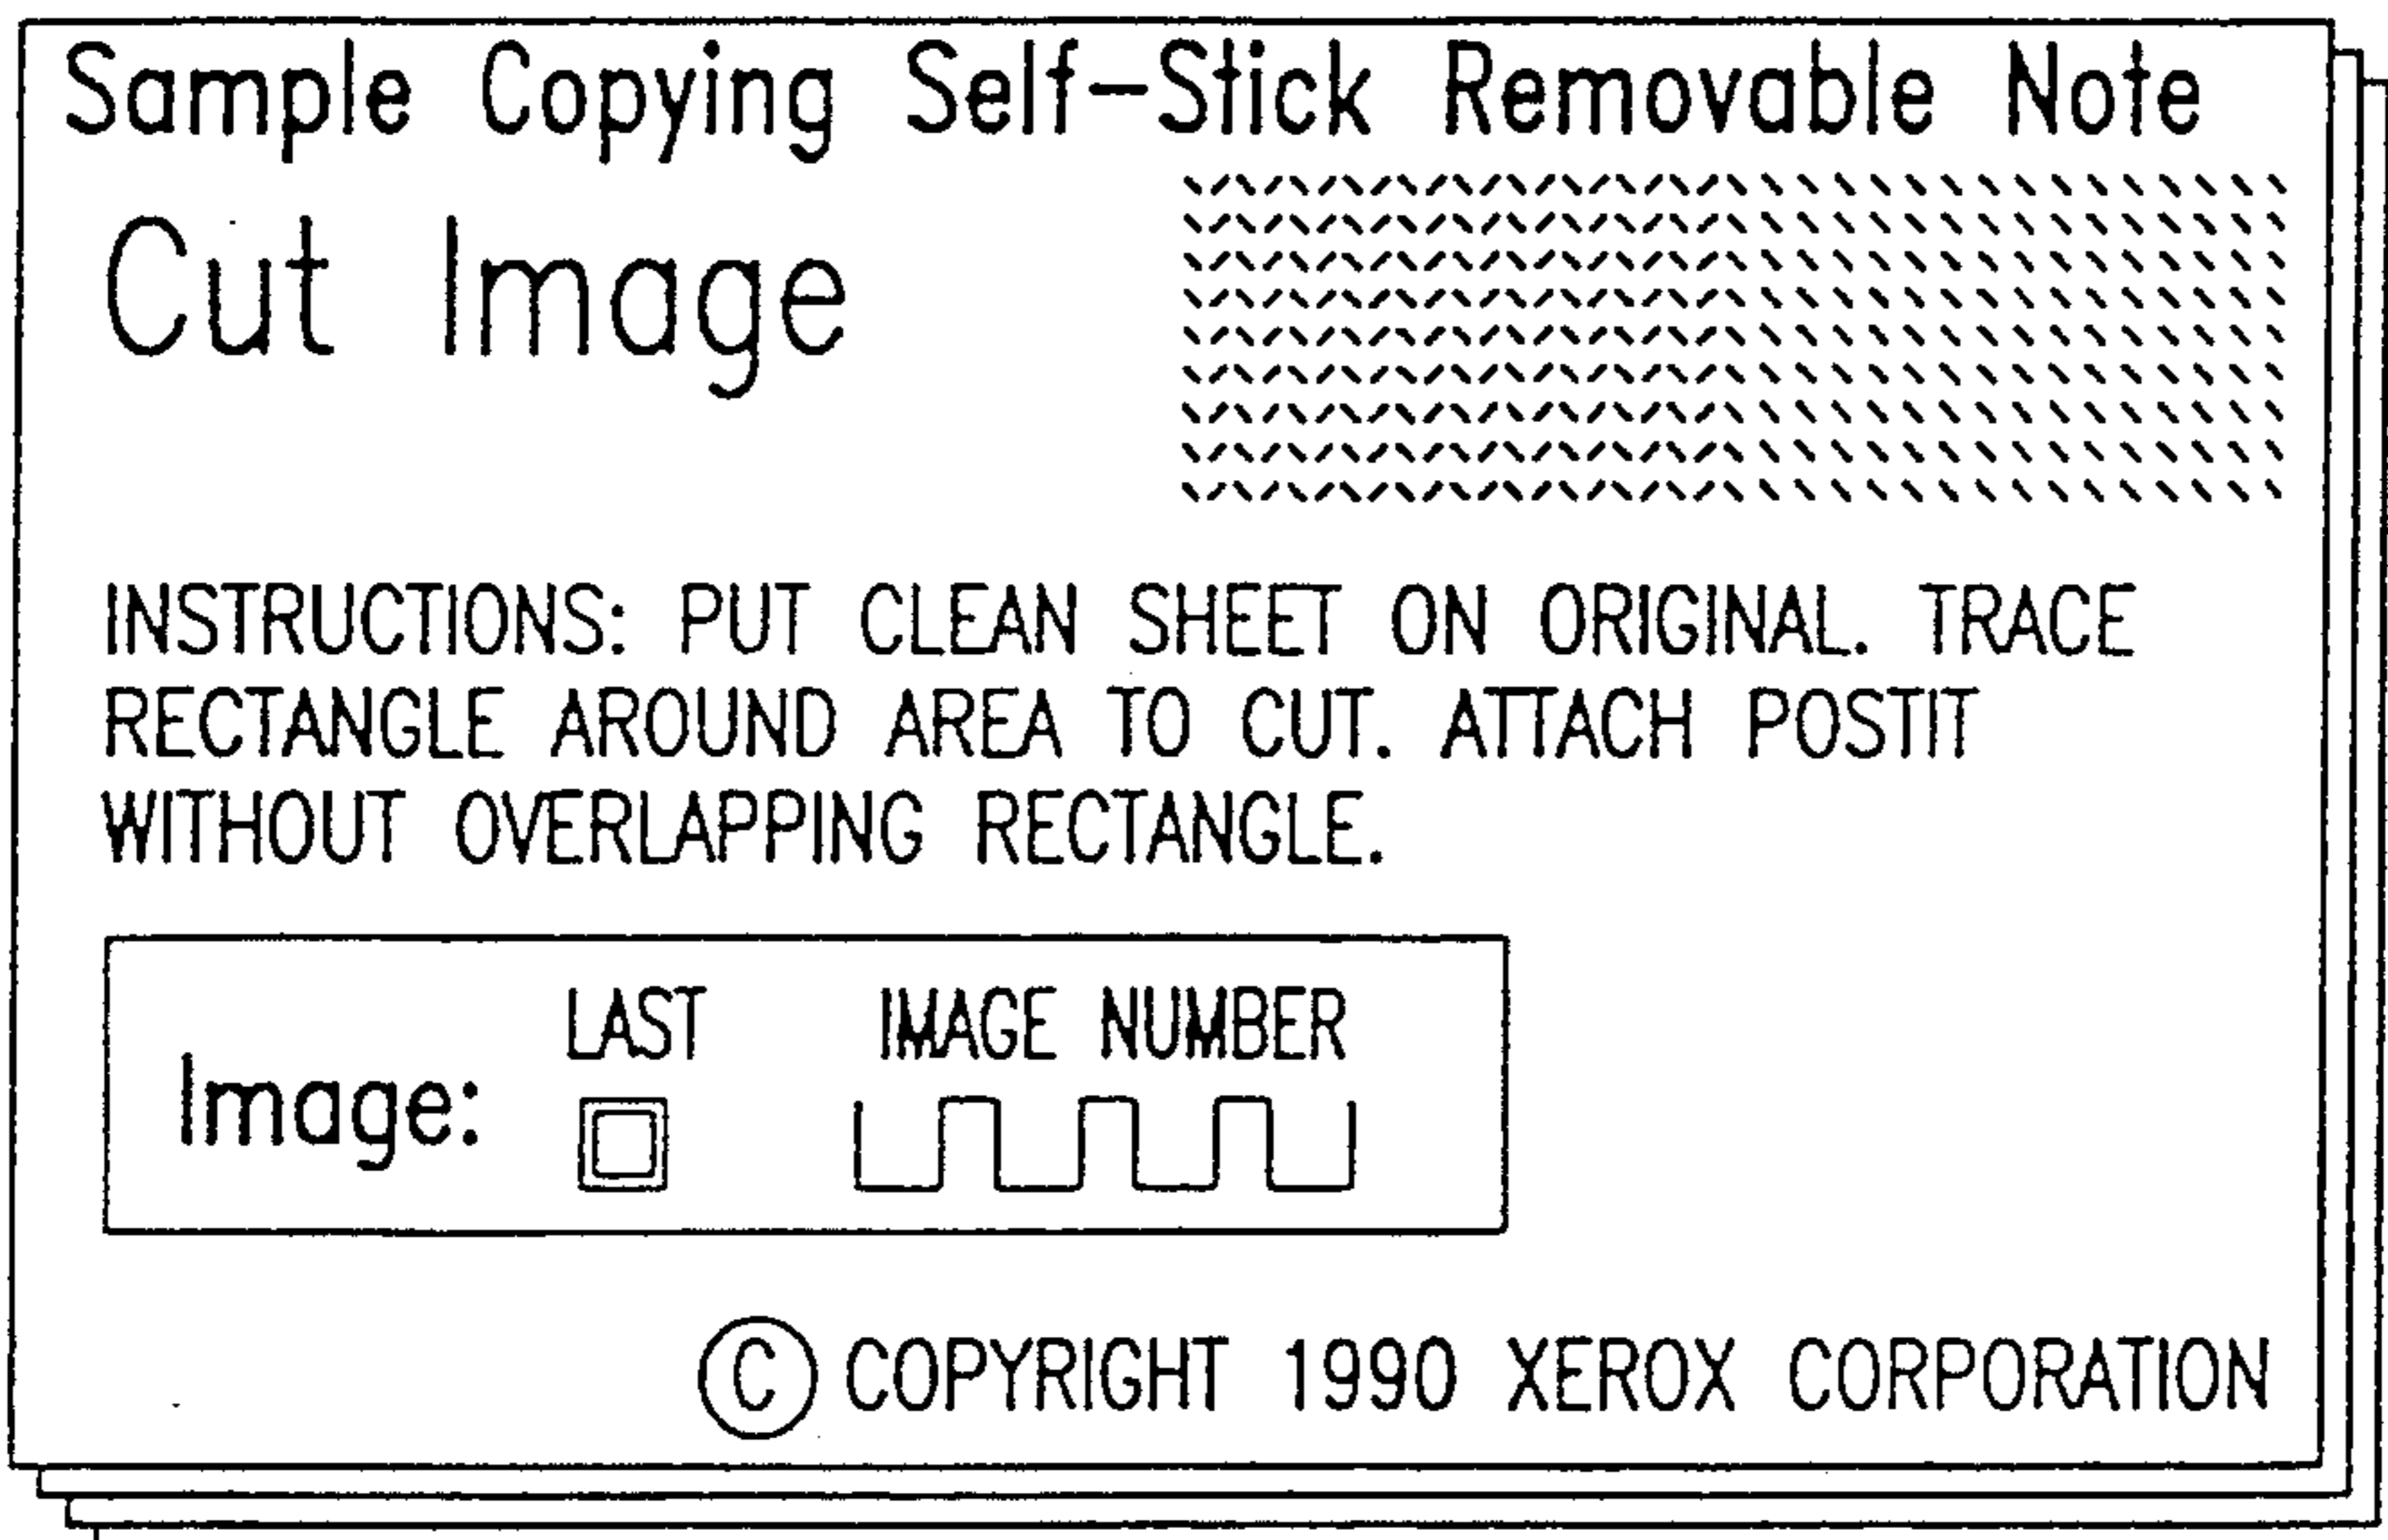 Sample Copying Self-Stick Removable Note
Cut Image
INSTRUCTIONS: PUT CLEAN SHEET ON ORIGINAL. TRACE
RECTANGLE AROUND AREA TO CUT. ATTACH POSTIT
WITHOUT OVERLAPPING RECTANGLE.
LAST IMAGE NUMBER
Image:
© COPYRIGHT 1990 XEROX CORPORATION